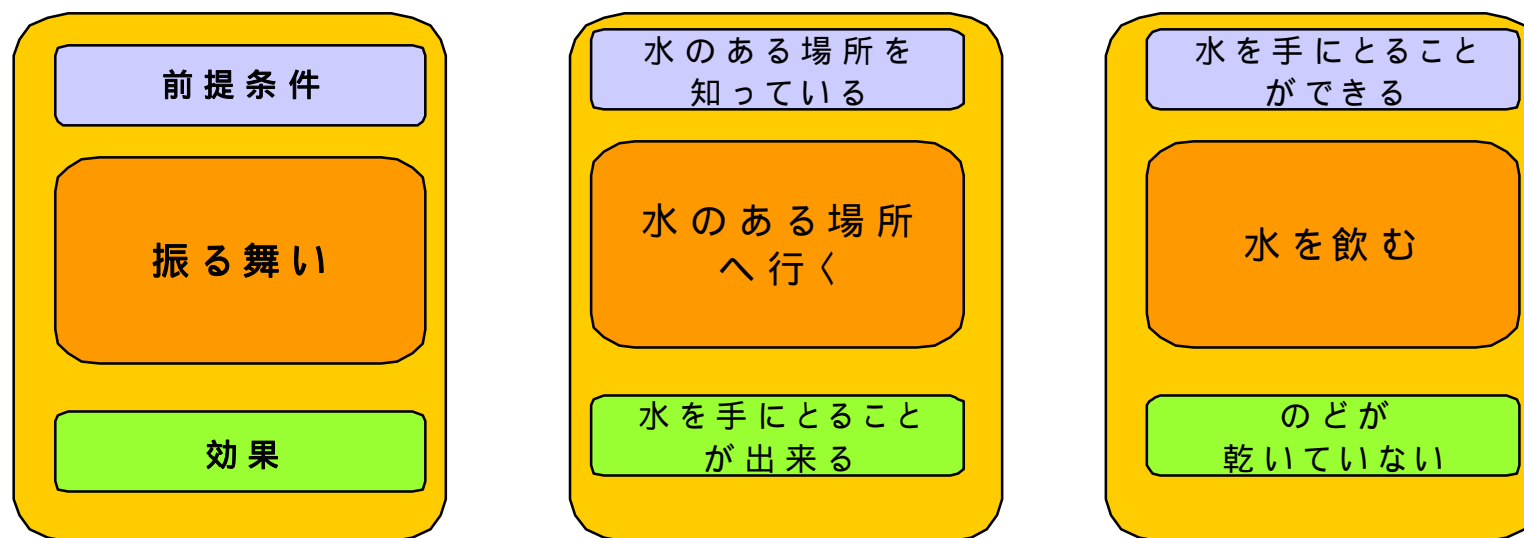 前提条件
振る舞い
効果
水のある場所を
知っている
水のある場所
へ行く
水を手にとること
が出来る
水を手にとること
ができる
水を飲む
のどが
乾いていない